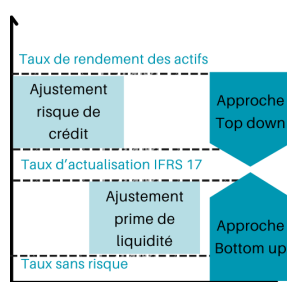 Taux de rendement des actifs
Ajustement
risque de
crédit
Approche
Top down
Taux d’actualisation IFRS 17
Ajustement
prime de
liquidité
Approche
Bottom up
Taux sans risque